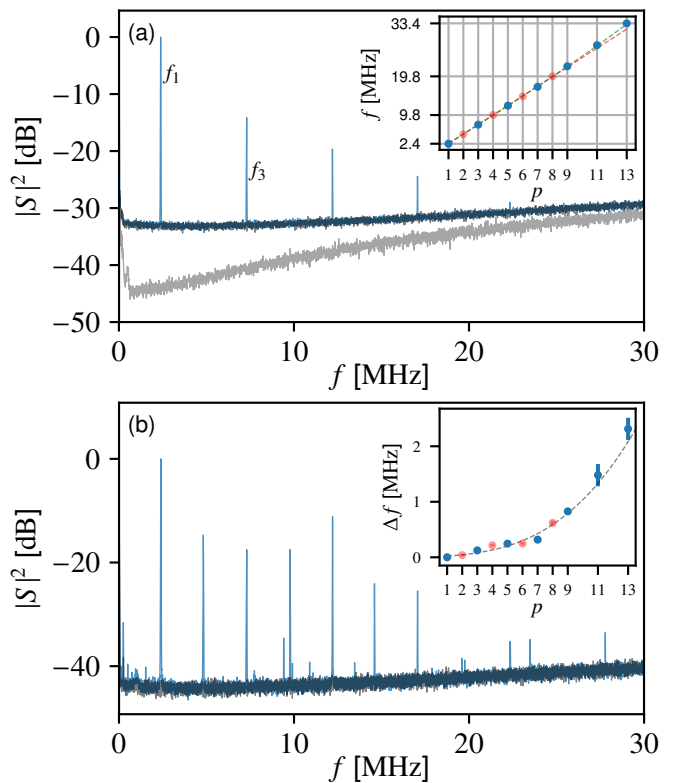 (a)
0
−10
−20
−30
−40
−50
|S|² [dB]
f₁
f₃
0 10 20 30
f [MHz]
33.4
19.8
9.8
2.4
f [MHz]
1 2 3 4 5 6 7 8 9 11 13
p
(b)
0
−20
−40
|S|² [dB]
0 10 20 30
f [MHz]
2
1
0
Δf [MHz]
1 2 3 4 5 6 7 8 9 11 13
p